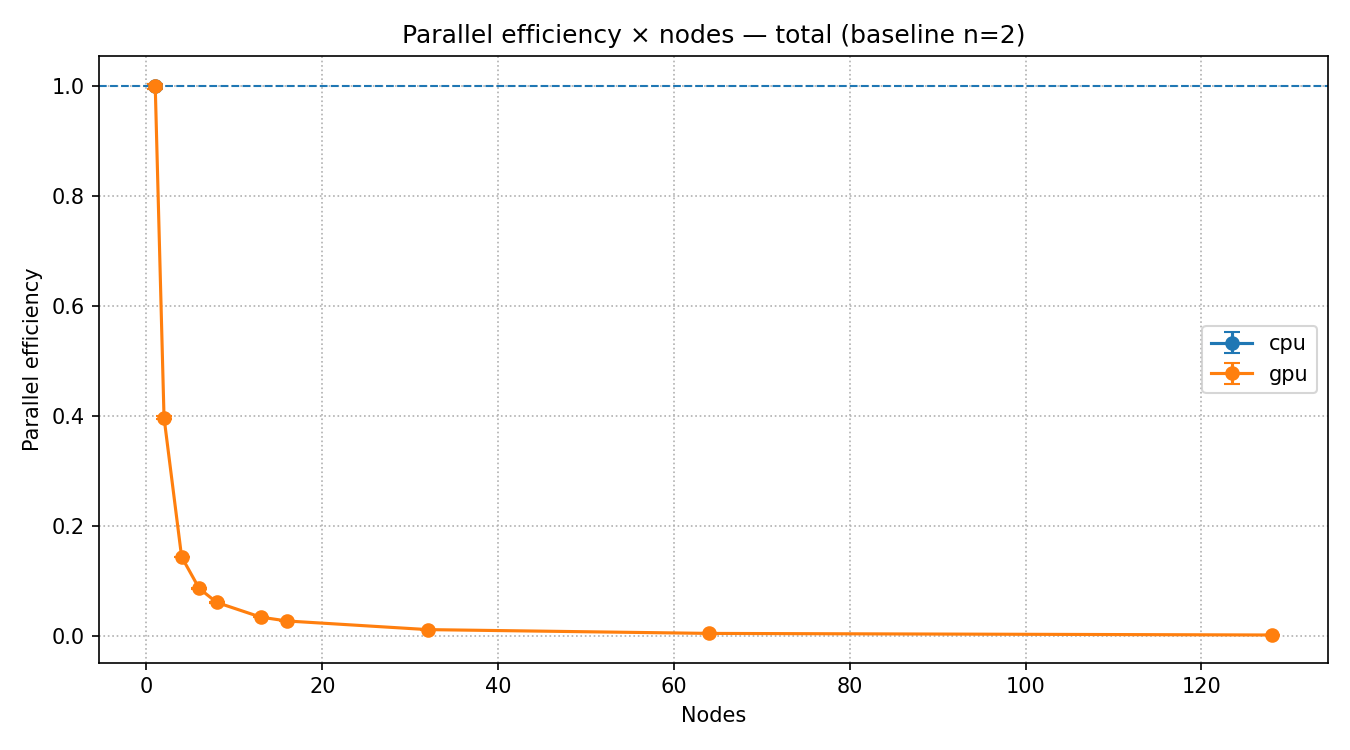 Parallel efficiency × nodes — total (baseline n=2)
Parallel efficiency
1.0
0.8
0.6
0.4
0.2
0.0
cpu
gpu
0 20 40 60 80 100 120
Nodes